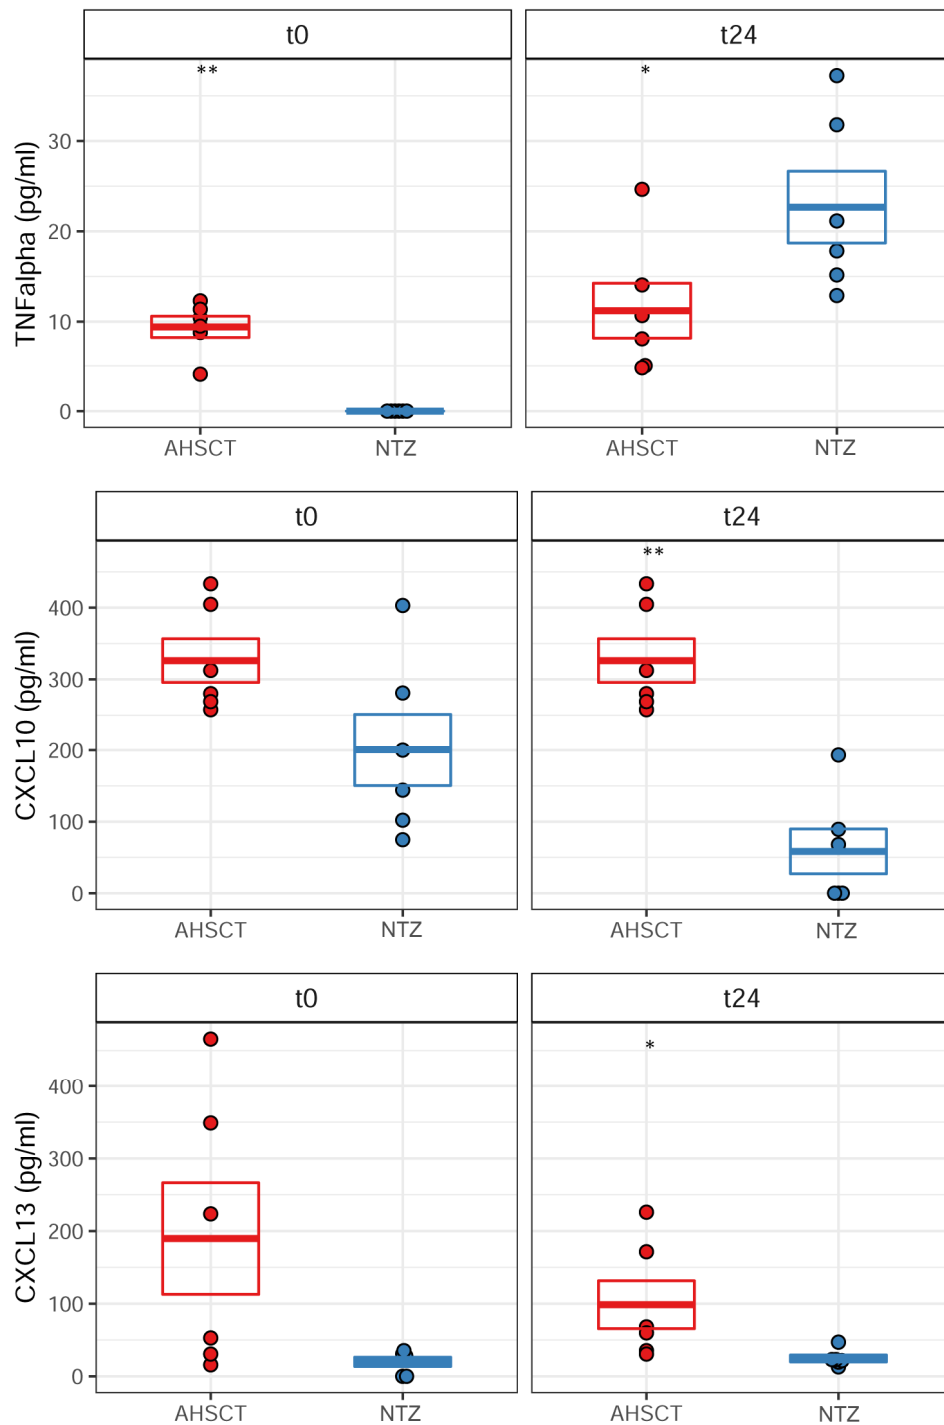 t0 t24
** *
TNFalpha (pg/ml)
30
20
10
0
AHSCT NTZ AHSCT NTZ
t0 t24
**
CXCL10 (pg/ml)
400
300
200
100
0
AHSCT NTZ AHSCT NTZ
t0 t24
*
CXCL13 (pg/ml)
400
300
200
100
0
AHSCT NTZ AHSCT NTZ